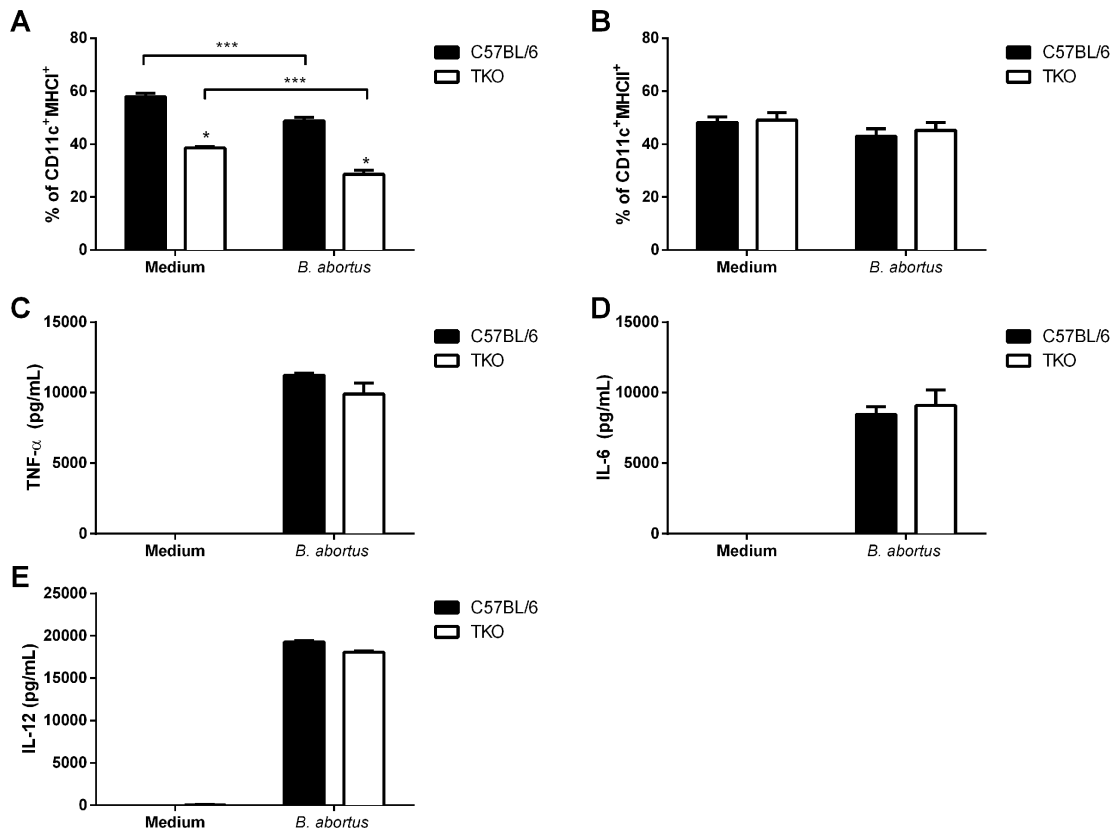 A
% of CD11c⁺MHCI⁺
80
60
40
20
0
***
***
*
*
Medium
B. abortus
C57BL/6
TKO
B
% of CD11c⁺MHCII⁺
80
60
40
20
0
Medium
B. abortus
C57BL/6
TKO
C
TNF-α (pg/mL)
15000
10000
5000
0
Medium
B. abortus
C57BL/6
TKO
D
IL-6 (pg/mL)
15000
10000
5000
0
Medium
B. abortus
C57BL/6
TKO
E
IL-12 (pg/mL)
25000
20000
15000
10000
5000
0
Medium
B. abortus
C57BL/6
TKO